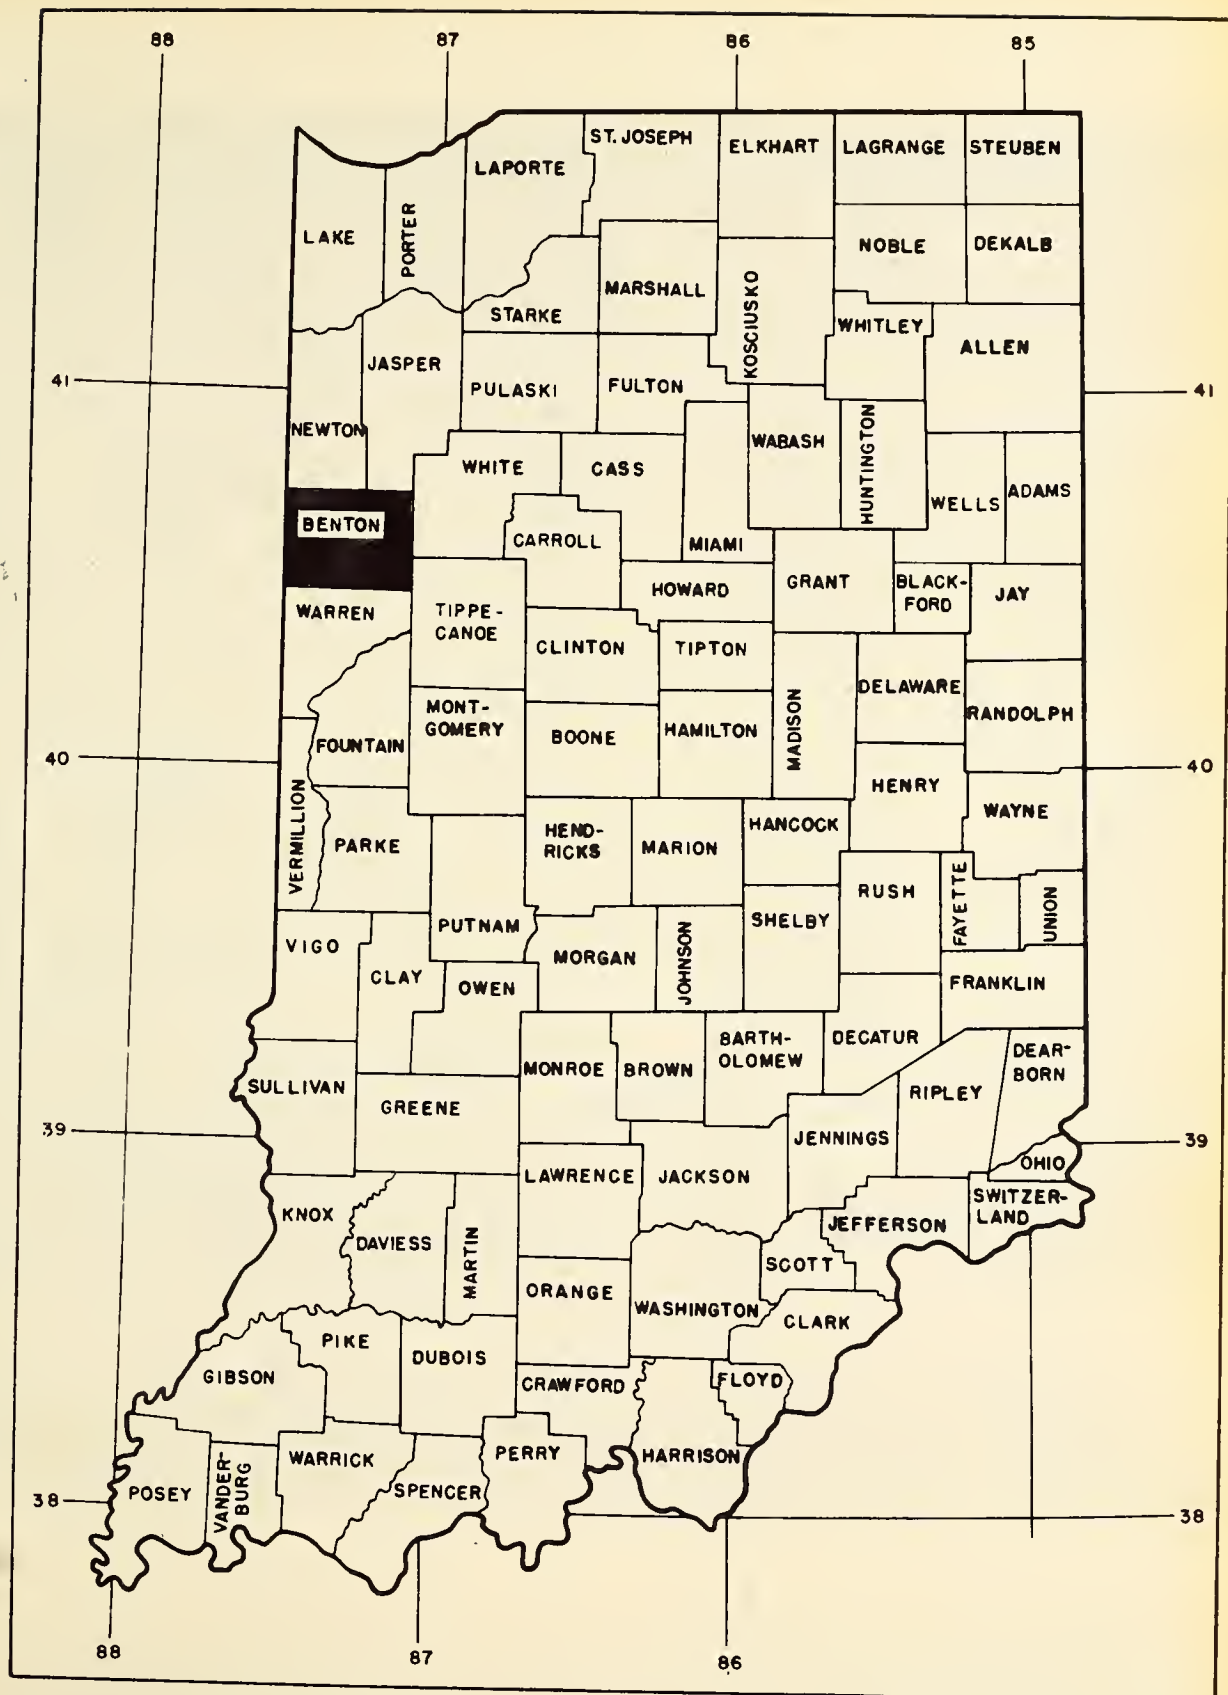 88 87 86 85
ST. JOSEPH
ELKHART
LAGRANGE
STEUBEN
LAPORTE
LAKE
PORTER
NOBLE
DEKALB
MARSHALL
KOSCIUSKO
STARKE
WHITLEY
ALLEN
JASPER
41
41
PULASKI
FULTON
NEWTON
WABASH
HUNTINGTON
WHITE
CASS
WELLS
ADAMS
BENTON
CARROLL
MIAMI
HOWARD
GRANT
BLACK-
FORD
JAY
WARREN
TIPPE-
CANOE
CLINTON
TIPTON
DELAWARE
MONT-
GOMERY
MADISON
RANDOLPH
FOUNTAIN
BOONE
HAMILTON
40
40
HENRY
VERMILLION
WAYNE
HANCOCK
PARKE
HEND-
RICKS
MARION
RUSH
FAYETTE
UNION
PUTNAM
SHELBY
VIGO
MORGAN
JOHNSON
CLAY
OWEN
FRANKLIN
MONROE
BROWN
BARTH-
OLOMEW
DECATUR
DEAR-
BORN
SULLIVAN
GREENE
RIPLEY
39
39
JENNINGS
OHIO
LAWRENCE
JACKSON
SWITZER-
LAND
KNOX
DAVIESS
MARTIN
JEFFERSON
SCOTT
ORANGE
WASHINGTON
CLARK
PIKE
DUBOIS
GIBSON
CRAWFORD
FLOYD
WARRICK
PERRY
HARRISON
POSEY
VANDER-
BURG
SPENCER
38
38
88 87 86